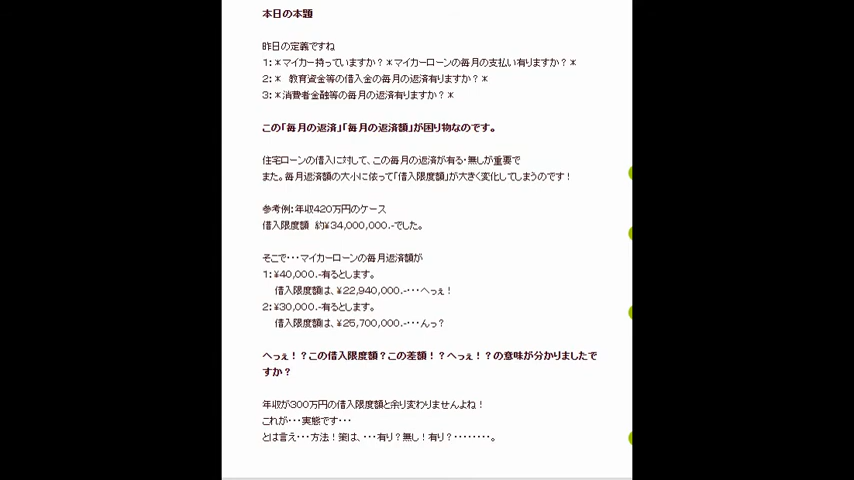 本日の本題
昨日の定義ですね
1:＊マイカー持っていますか？＊マイカーローンの毎月の支払い有りますか？＊
2:＊ 教育資金等の借入金の毎月の返済有りますか？＊
3:＊消費者金融等の毎月の返済有りますか？＊
この「毎月の返済」「毎月の返済額」が困り物なのです。
住宅ローンの借入に対して、この毎月の返済が有る・無しが重要で
また。毎月返済額の大小に依って「借入限度額」が大きく変化してしまうのです！
参考例:年収420万円のケース
借入限度額 約¥34,000,000.-でした。
そこで・・・マイカーローンの毎月返済額が
1:¥40,000.-有るとします。
借入限度額は、¥22,940,000.-・・・へっぇ！
2:¥30,000.-有るとします。
借入限度額は、¥25,700,000.-・・・んっ？
へっぇ！？この借入限度額？この差額！？へっぇ！？の意味が分かりましたで
すか？
年収が300万円の借入限度額と余り変わりませんよね！
これが・・・実態です・・・
とは言え・・・方法！策は、・・・有り？無し！有り？・・・・・・・・。